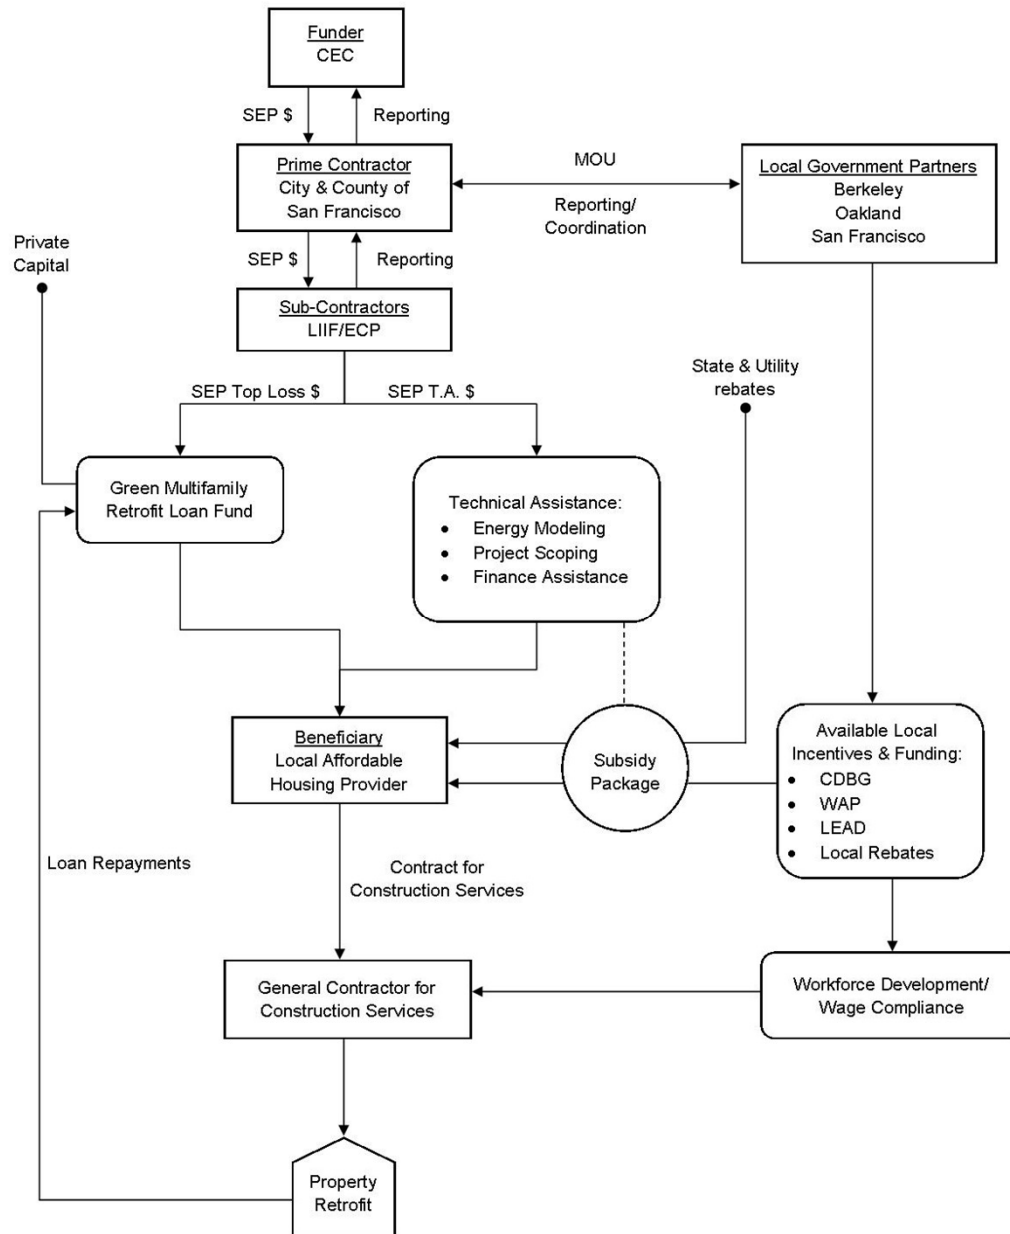 Funder
CEC
SEP $
Reporting
Prime Contractor
City & County of
San Francisco
MOU
Reporting/
Coordination
Local Government Partners
Berkeley
Oakland
San Francisco
Private
Capital
SEP $
Reporting
Sub-Contractors
LIIF/ECP
State & Utility
rebates
SEP Top Loss $
SEP T.A. $
Green Multifamily
Retrofit Loan Fund
Technical Assistance:
• Energy Modeling
• Project Scoping
• Finance Assistance
Beneficiary
Local Affordable
Housing Provider
Subsidy
Package
Available Local
Incentives & Funding:
• CDBG
• WAP
• LEAD
• Local Rebates
Loan Repayments
Contract for
Construction Services
General Contractor for
Construction Services
Workforce Development/
Wage Compliance
Property
Retrofit